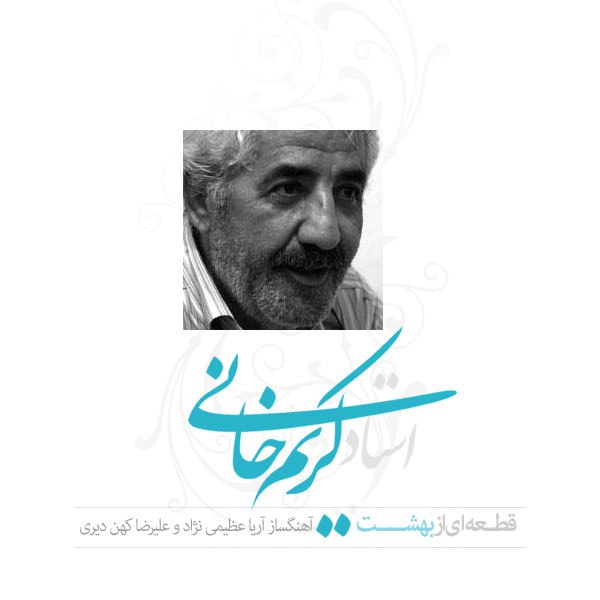 استاد کریم خانی
قطعه‌ای از بهشت
آهنگساز آریا عظیمی نژاد و علیرضا کهن دیری